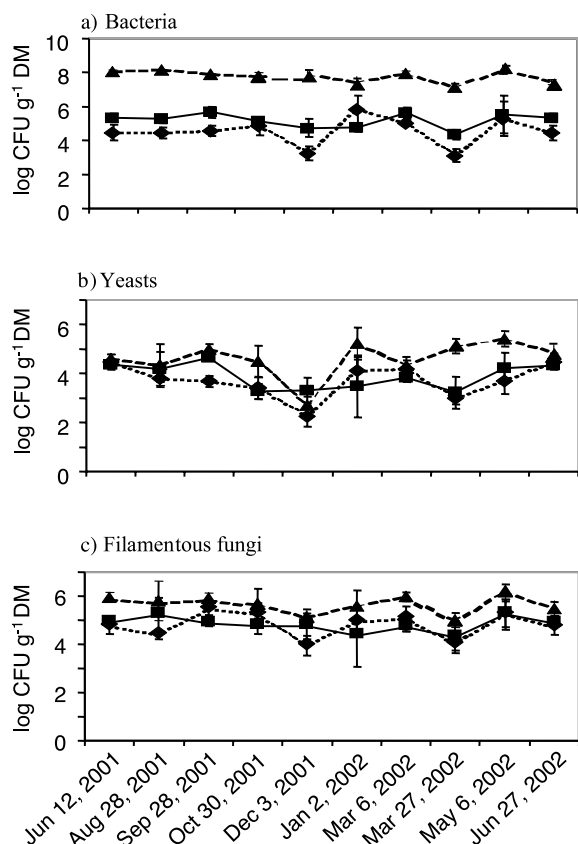 a) Bacteria
10
8
6
4
2
0
log CFU g-1 DM
b) Yeasts
6
4
2
0
log CFU g-1 DM
c) Filamentous fungi
6
4
2
0
log CFU g-1 DM
Jun 12, 2001
Aug 28, 2001
Sep 28, 2001
Oct 30, 2001
Dec 3, 2001
Jan 2, 2002
Mar 6, 2002
Mar 27, 2002
May 6, 2002
Jun 27, 2002